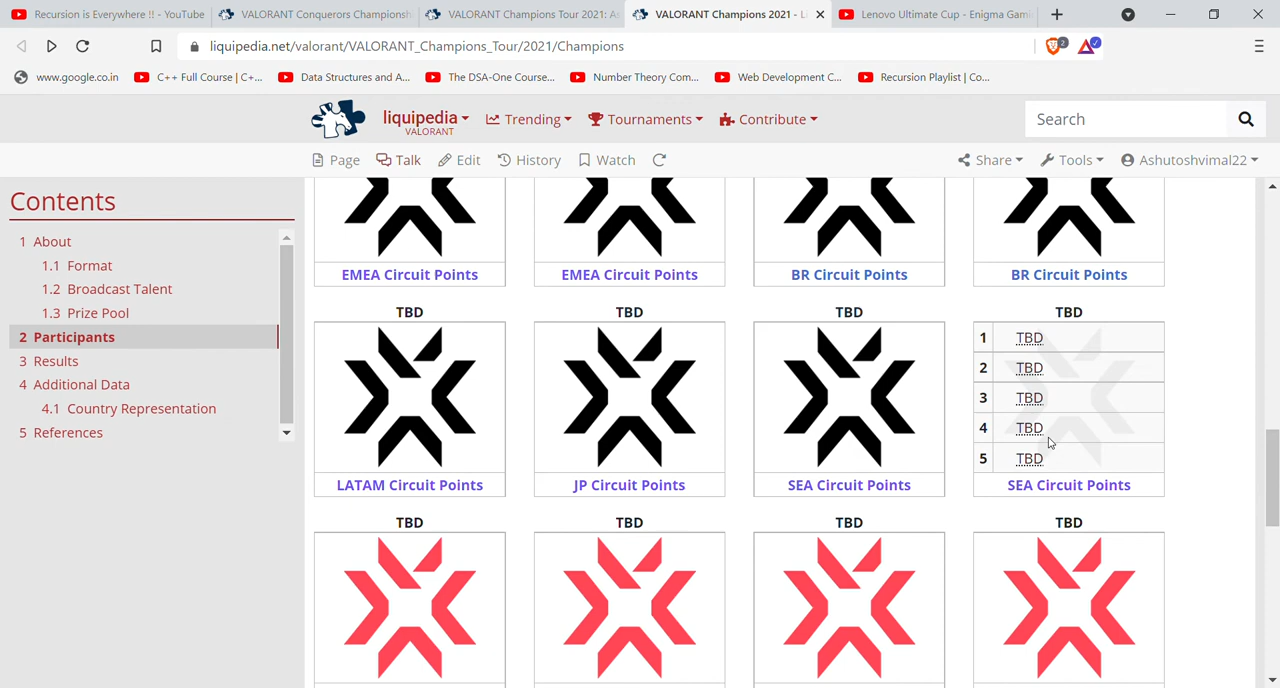 Recursion is Everywhere !! - YouTube
VALORANT Conquerors Championsh
VALORANT Champions Tour 2021: As
VALORANT Champions 2021 - Li
Lenovo Ultimate Cup - Enigma Gami
liquipedia.net/valorant/VALORANT_Champions_Tour/2021/Champions
2
www.google.co.in
C++ Full Course | C+...
Data Structures and A...
The DSA-One Course...
Number Theory Com...
Web Development C...
Recursion Playlist | Co...
liquipedia
VALORANT
Trending
Tournaments
Contribute
Search
Page
Talk
Edit
History
Watch
Share
Tools
Ashutoshvimal22
Contents
1 About
1.1 Format
1.2 Broadcast Talent
1.3 Prize Pool
2 Participants
3 Results
4 Additional Data
4.1 Country Representation
5 References
EMEA Circuit Points
EMEA Circuit Points
BR Circuit Points
BR Circuit Points
TBD
TBD
TBD
TBD
1 TBD
2 TBD
3 TBD
4 TBD
5 TBD
LATAM Circuit Points
JP Circuit Points
SEA Circuit Points
SEA Circuit Points
TBD
TBD
TBD
TBD